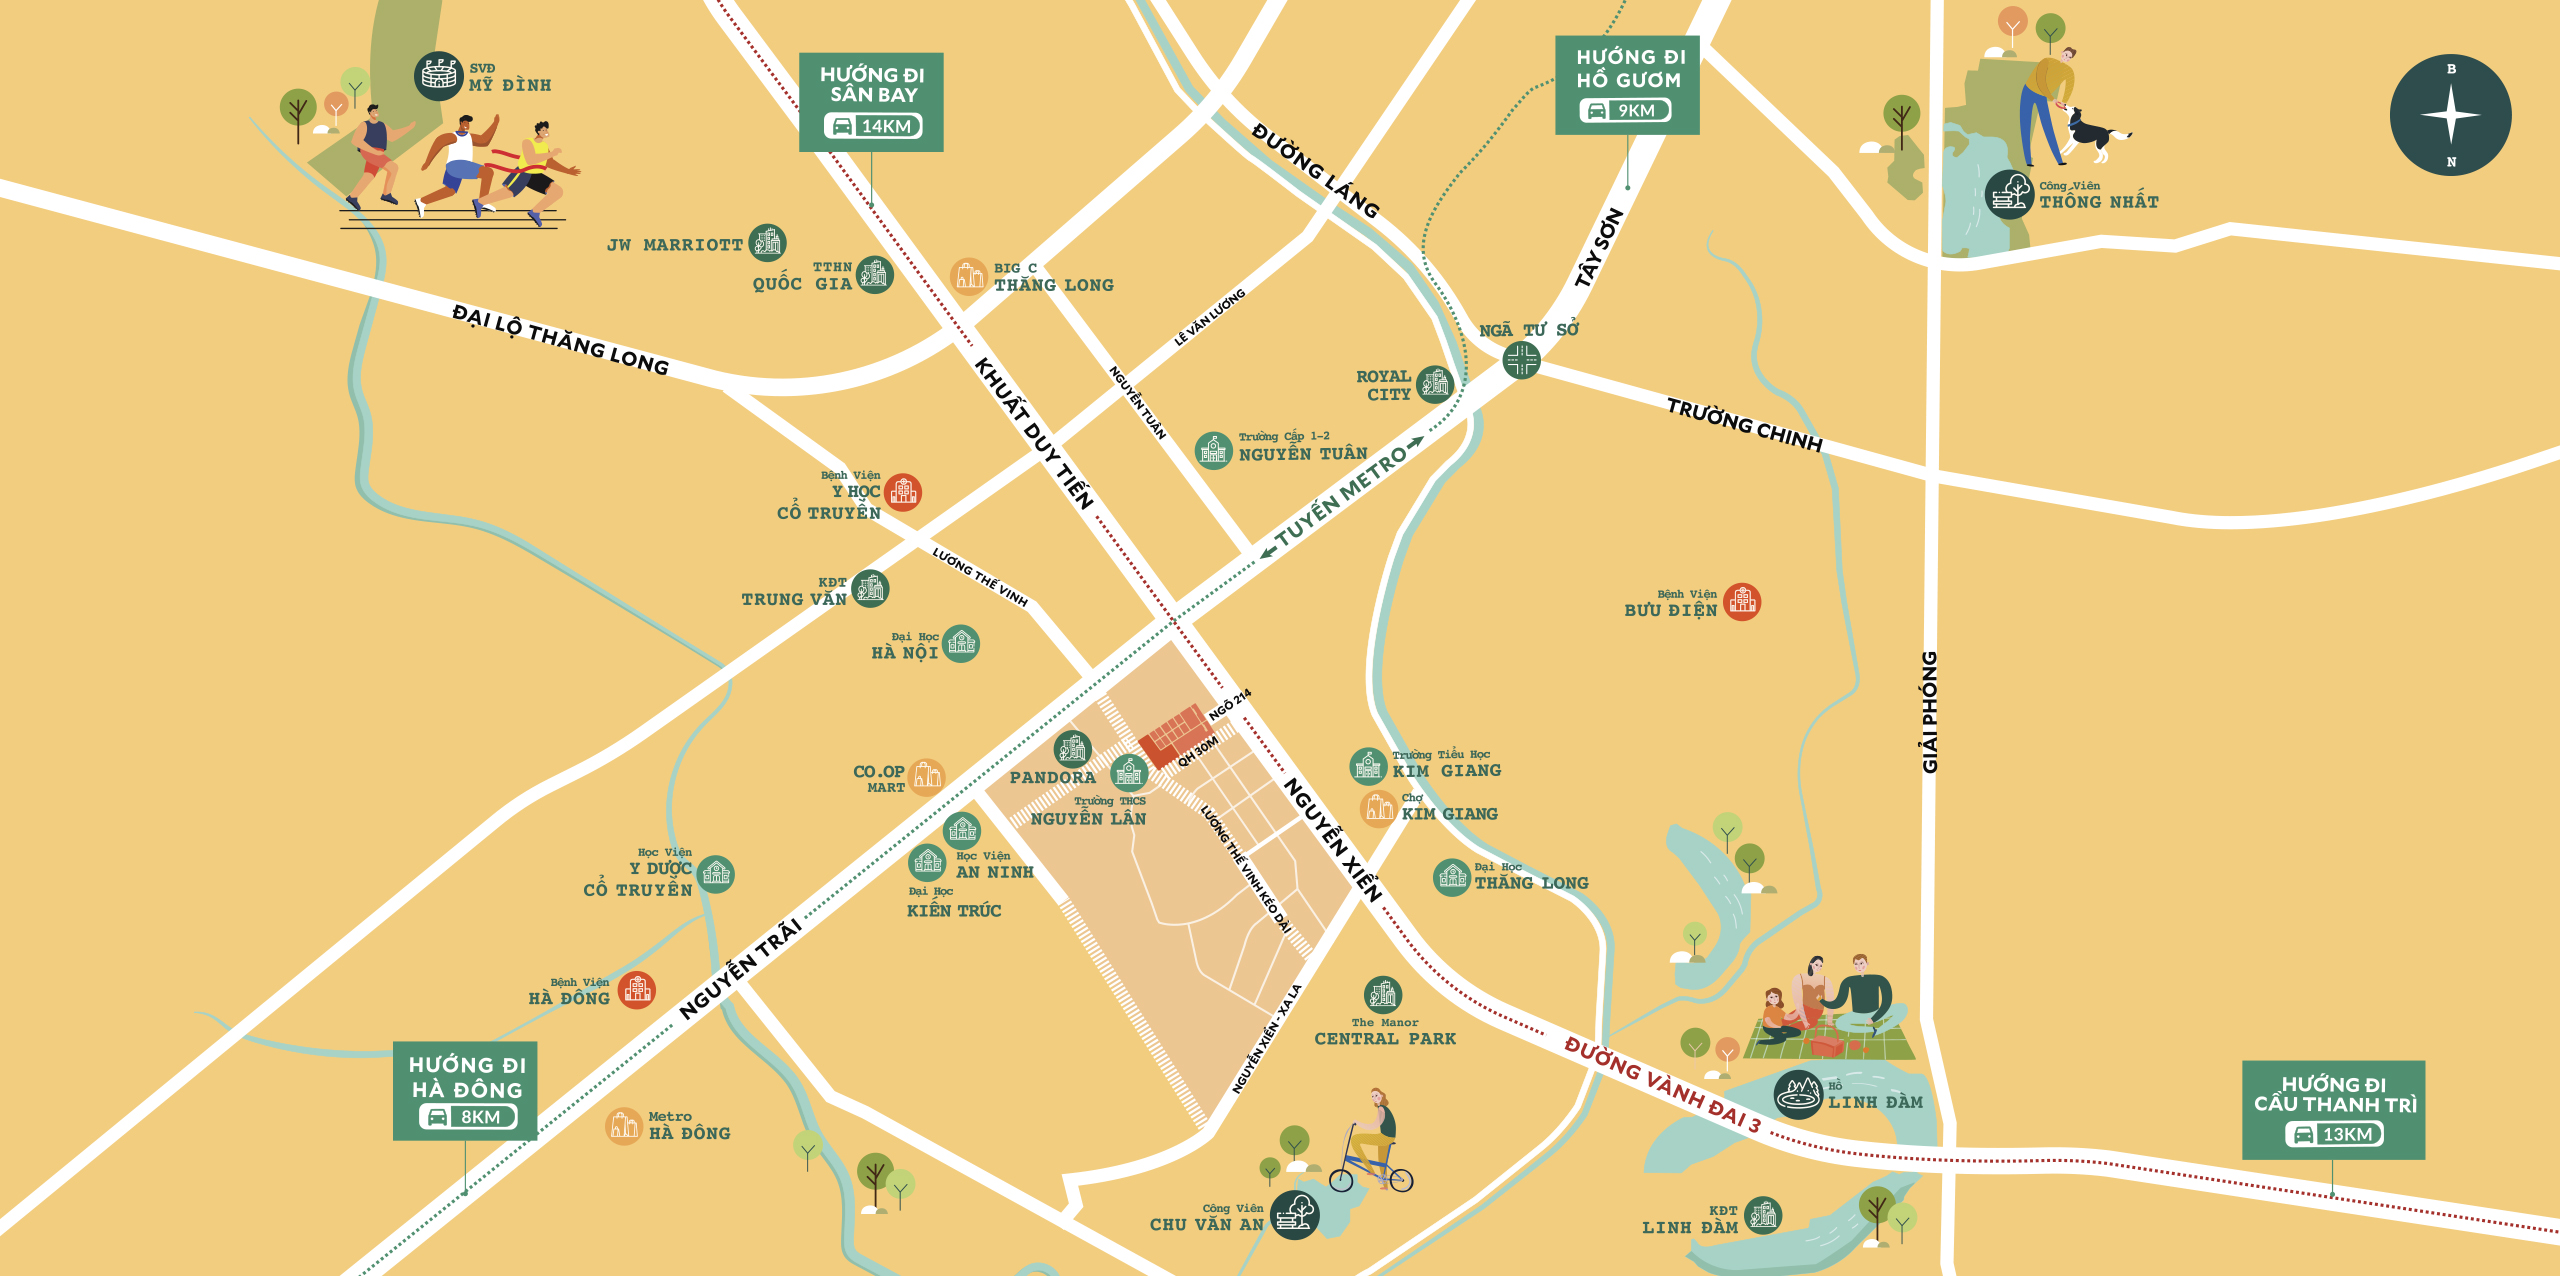 SVĐ
MỸ ĐÌNH
HƯỚNG ĐI
SÂN BAY
14KM
HƯỚNG ĐI
HỒ GƯƠM
9KM
B
N
Công Viên
THỐNG NHẤT
ĐƯỜNG LÁNG
TÂY SƠN
JW MARRIOTT
TTHN
QUỐC GIA
BIG C
THĂNG LONG
ĐẠI LỘ THĂNG LONG
LÊ VĂN LƯƠNG
NGÃ TƯ SỞ
KHUẤT DUY TIẾN
NGUYỄN TUÂN
ROYAL
CITY
TRƯỜNG CHINH
Trường Cấp 1-2
NGUYỄN TUÂN
TUYẾN METRO
Bệnh Viện
Y HỌC
CỔ TRUYỀN
LƯƠNG THẾ VINH
KĐT
TRUNG VĂN
Bệnh Viện
BƯU ĐIỆN
Đại Học
HÀ NỘI
GIẢI PHÓNG
NGÕ 214
QH 30M
PANDORA
CO.OP
MART
Trường THCS
NGUYỄN LÂN
Trường Tiểu Học
KIM GIANG
Chợ
KIM GIANG
NGUYỄN XIỂN
LƯƠNG THẾ VINH KÉO DÀI
Học Viện
AN NINH
Đại Học
KIẾN TRÚC
Học Viện
Y DƯỢC
CỔ TRUYỀN
Đại Học
THĂNG LONG
NGUYỄN TRÃI
Bệnh Viện
HÀ ĐÔNG
The Manor
CENTRAL PARK
NGUYỄN XIỂN - XA LA
ĐƯỜNG VÀNH ĐAI 3
HƯỚNG ĐI
HÀ ĐÔNG
8KM
Metro
HÀ ĐÔNG
Hồ
LINH ĐÀM
HƯỚNG ĐI
CẦU THANH TRÌ
13KM
Công Viên
CHU VĂN AN
KĐT
LINH ĐÀM